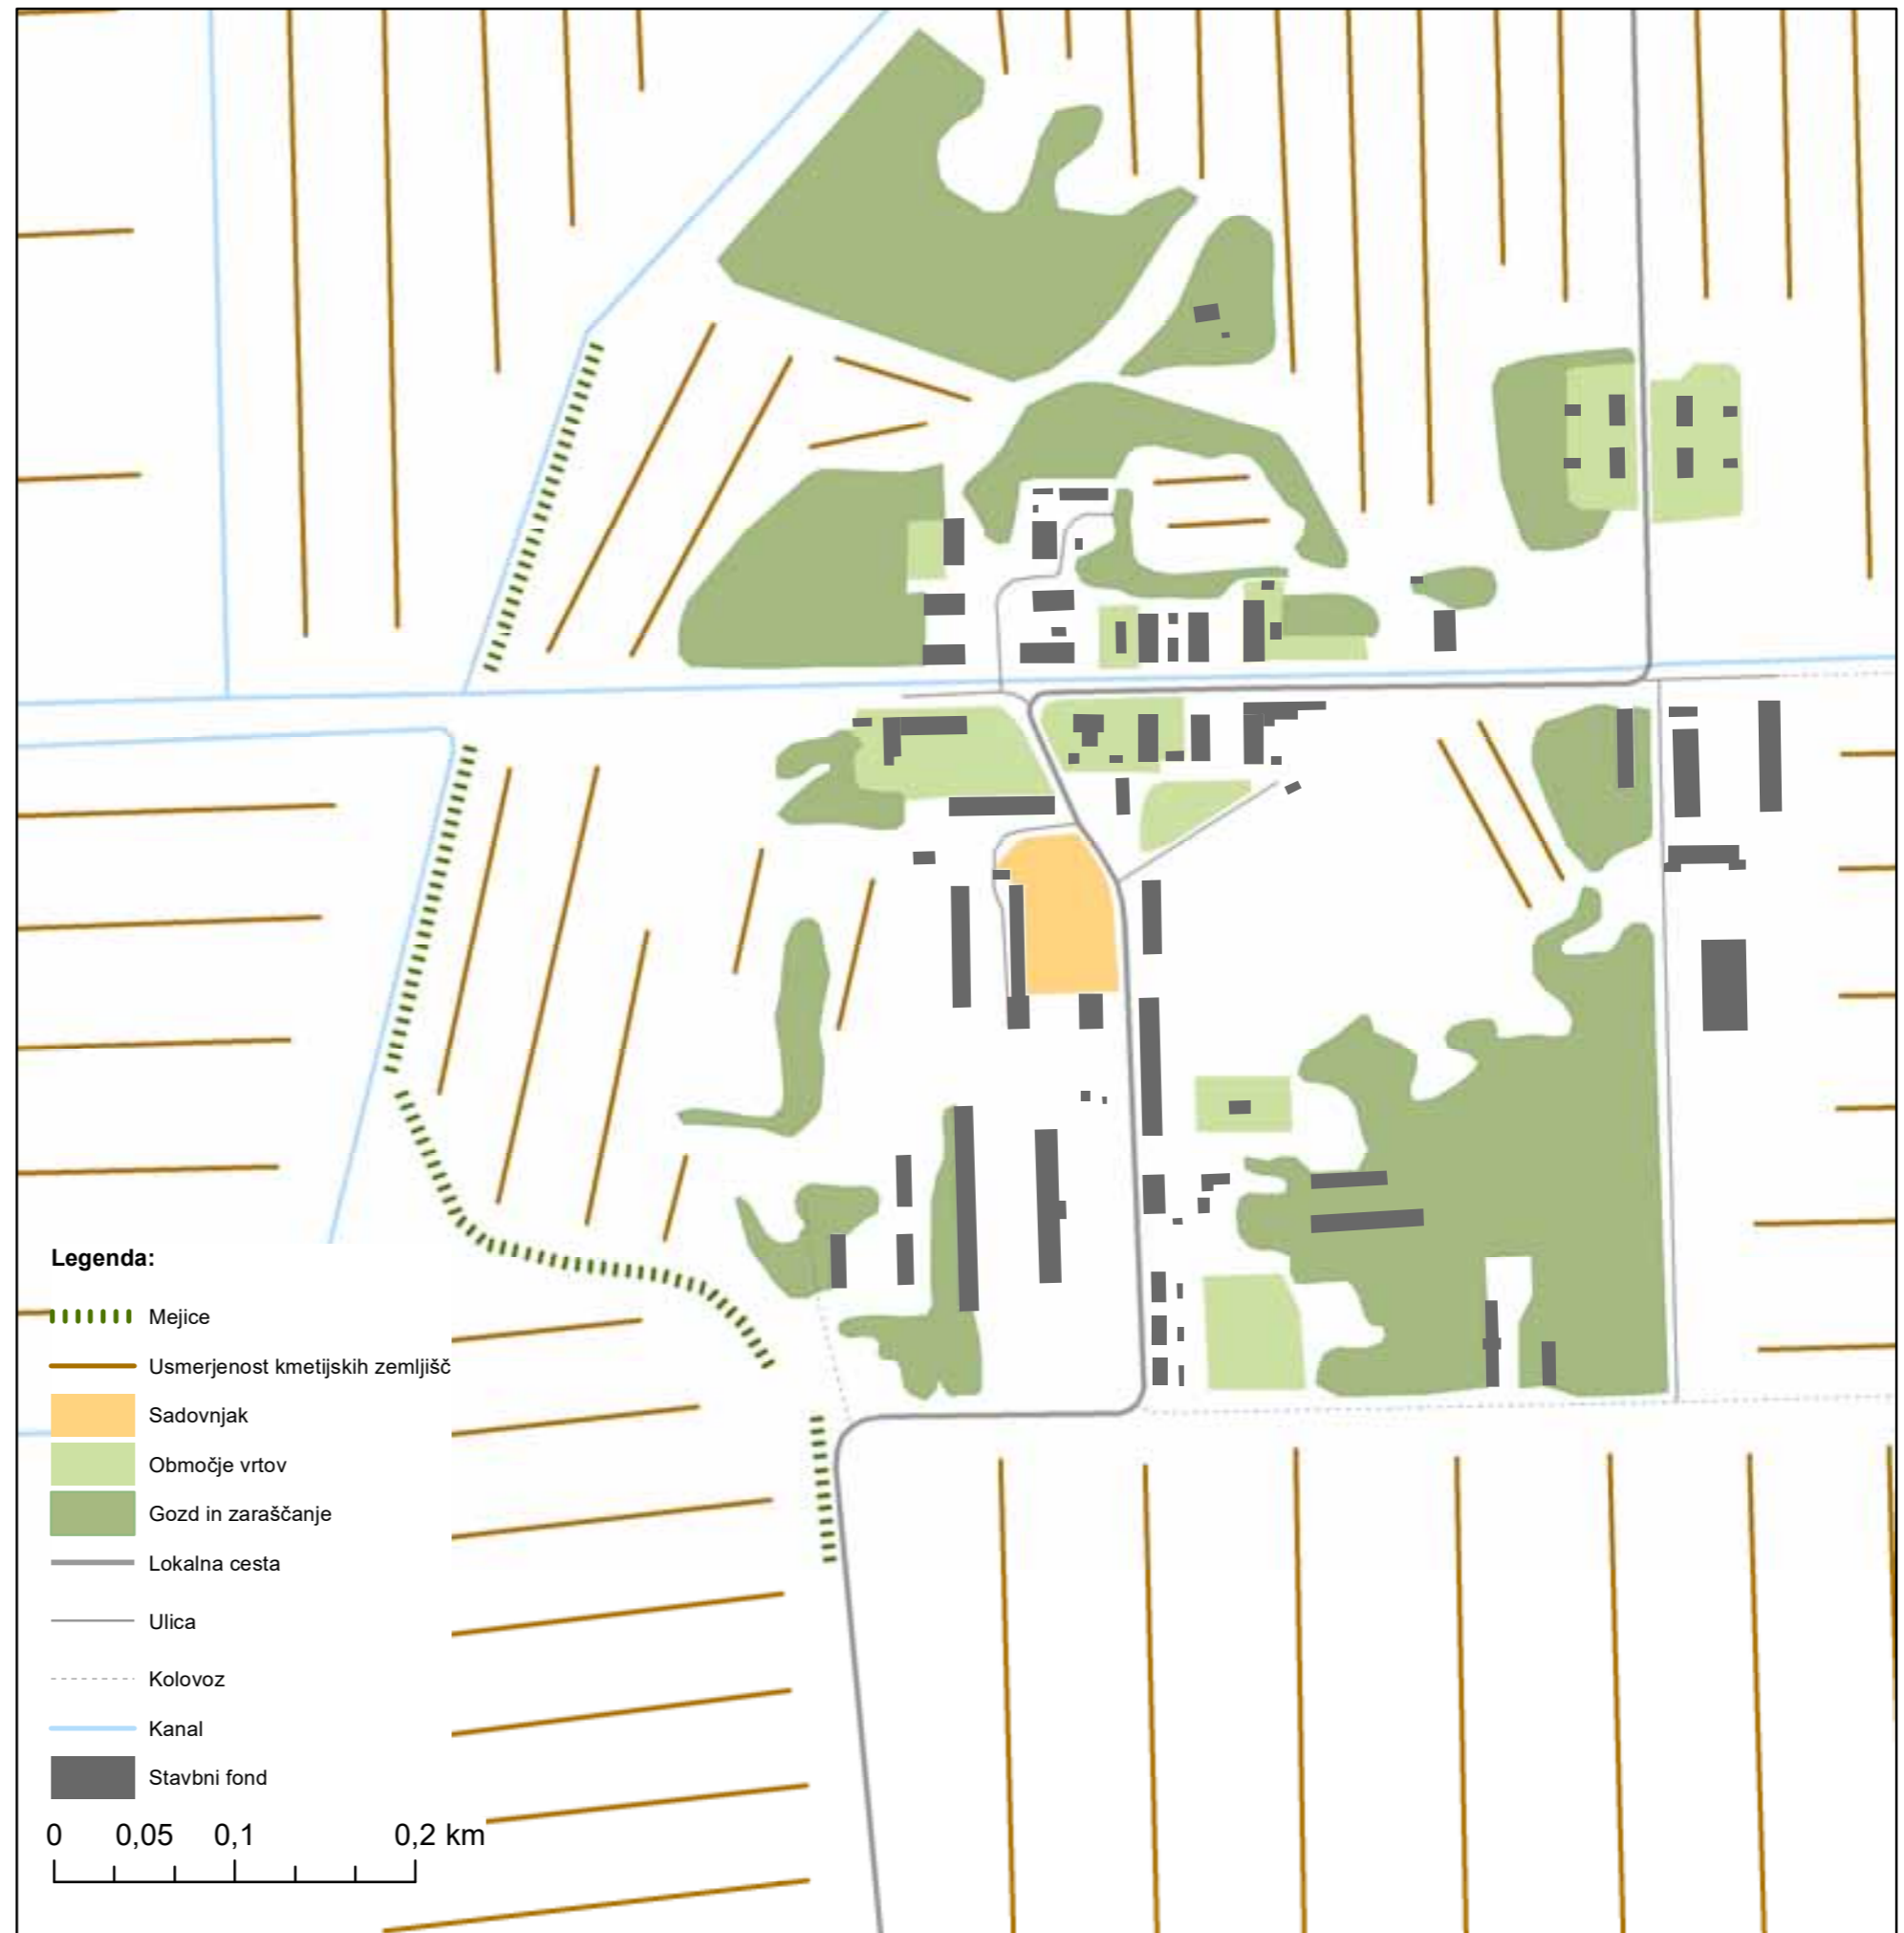 Legenda:
Mejice
Usmerjenost kmetijskih zemljišč
Sadovnjak
Območje vrtov
Gozd in zaraščanje
Lokalna cesta
Ulica
Kolovoz
Kanal
Stavbni fond
0 0,05 0,1 0,2 km